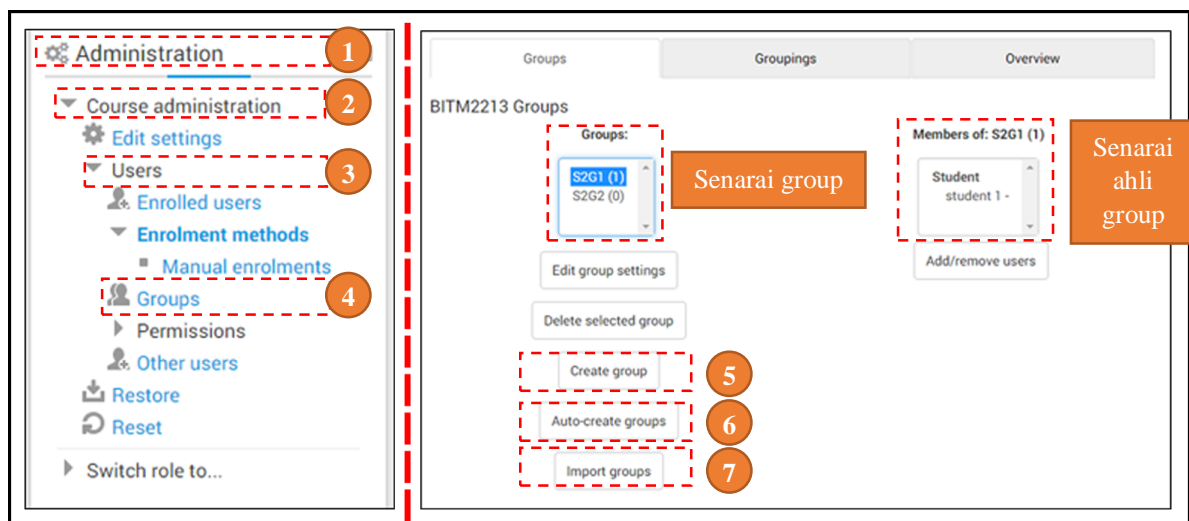 Administration
1
Course administration
2
Edit settings
Users
3
Enrolled users
Enrolment methods
Manual enrolments
Groups
4
Permissions
Other users
Restore
Reset
Switch role to...
Groups
Groupings
Overview
BITM2213 Groups
Groups:
S2G1 (1)
S2G2 (0)
Senarai group
Members of: S2G1 (1)
Student
student 1 -
Senarai
ahli
group
Edit group settings
Add/remove users
Delete selected group
Create group
5
Auto-create groups
6
Import groups
7